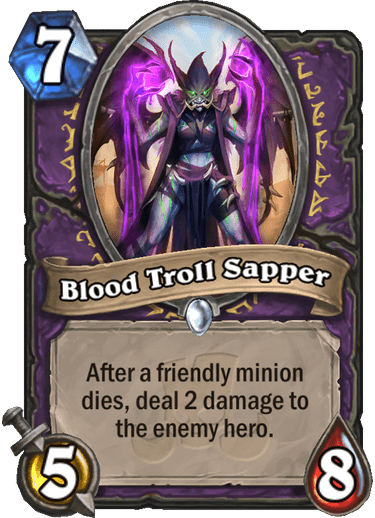 7
Blood Troll Sapper
After a friendly minion
dies, deal 2 damage to
the enemy hero.
5
8